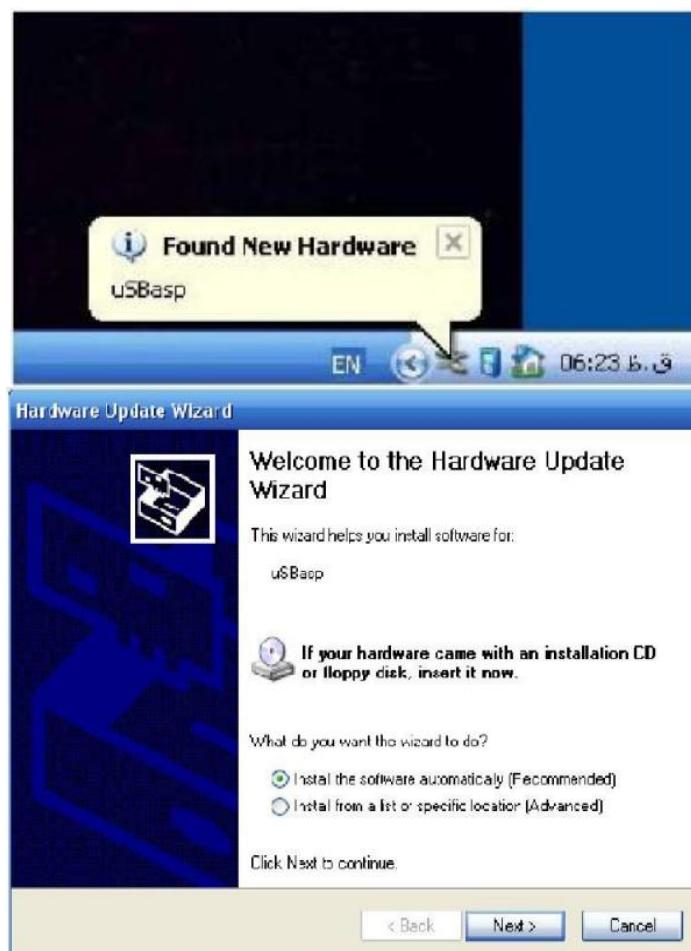 Found New Hardware
uSBasp
EN
06:23 ق.ظ
Hardware Update Wizard
Welcome to the Hardware Update
Wizard
This wizard helps you install software for:
uSBasp
If your hardware came with an installation CD
or floppy disk, insert it now.
What do you want the wizard to do?
Install the software automatically (Recommended)
Install from a list or specific location (Advanced)
Click Next to continue.
< Back
Next >
Cancel